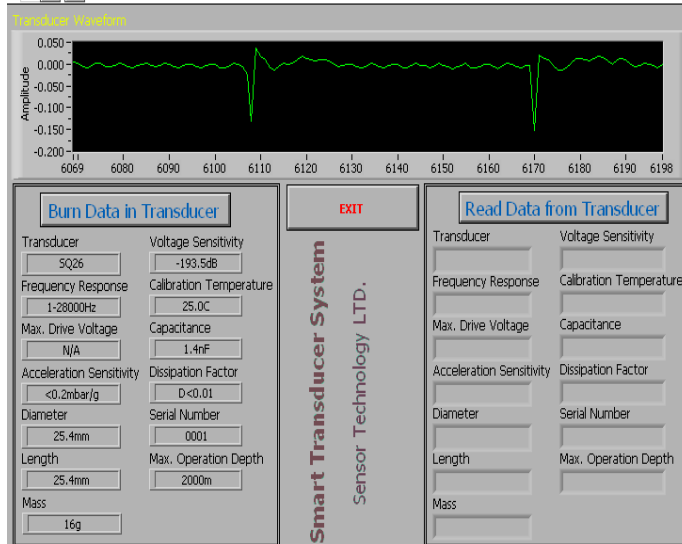 Transducer Waveform
0.050
0.000
-0.050
-0.100
-0.150
-0.200
Amplitude
6069 6080 6090 6100 6110 6120 6130 6140 6150 6160 6170 6180 6190 6198
Burn Data in Transducer
Transducer Voltage Sensitivity
SQ26 -193.5dB
Frequency Response Calibration Temperature
1-28000Hz 25.0C
Max. Drive Voltage Capacitance
N/A 1.4nF
Acceleration Sensitivity Dissipation Factor
<0.2mbar/g D<0.01
Diameter Serial Number
25.4mm 0001
Length Max. Operation Depth
25.4mm 2000m
Mass
16g
EXIT
Smart Transducer System
Sensor Technology LTD.
Read Data from Transducer
Transducer Voltage Sensitivity
Frequency Response Calibration Temperature
Max. Drive Voltage Capacitance
Acceleration Sensitivity Dissipation Factor
Diameter Serial Number
Length Max. Operation Depth
Mass